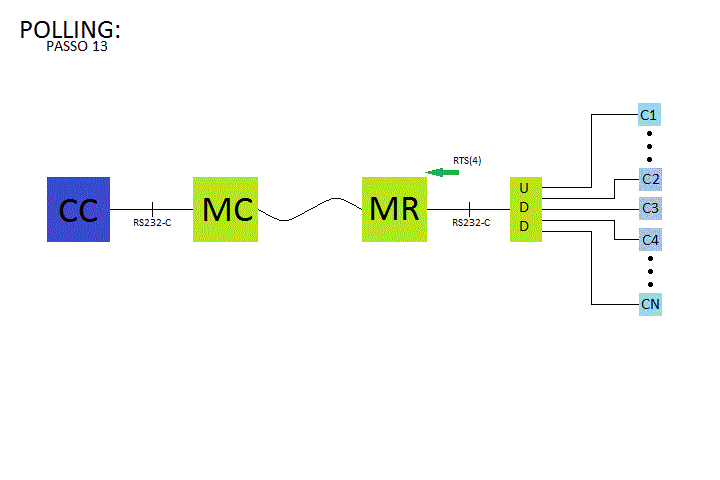 POLLING:
PASSO 13
RTS(4)
CC
RS232-C
MC
MR
RS232-C
U
D
D
C1
C2
C3
C4
CN